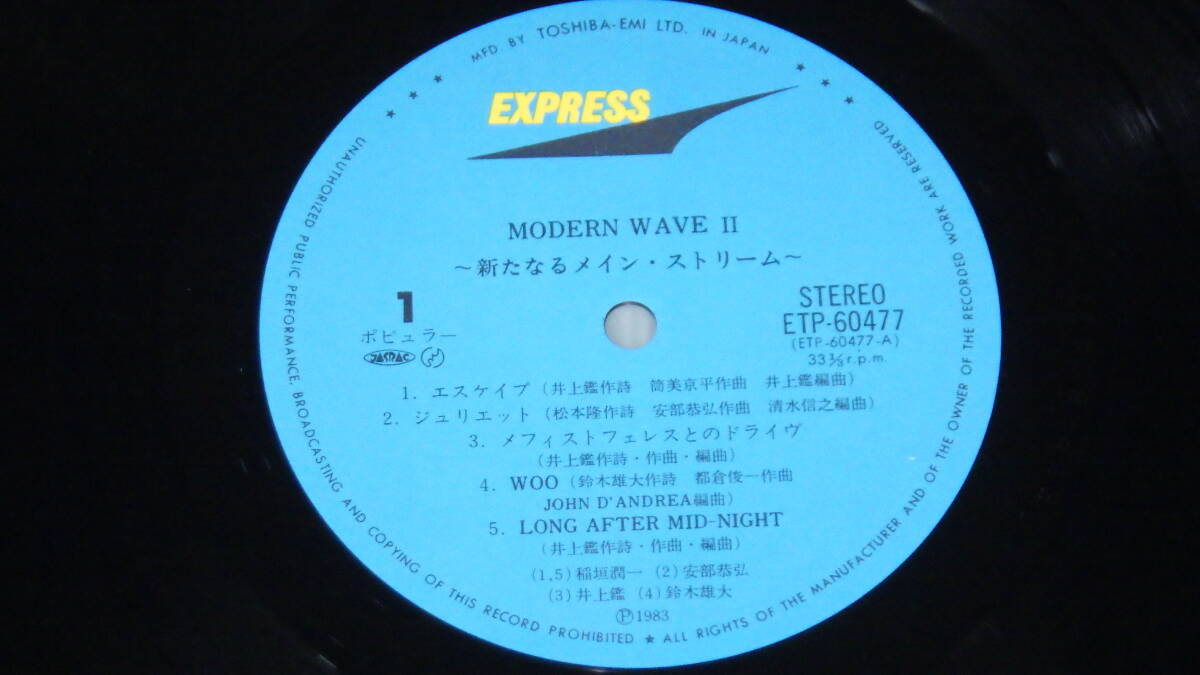 MFD. BY TOSHIBA-EMI LTD. IN JAPAN
EXPRESS
MODERN WAVE II
～新たなるメイン・ストリーム～
1
ポピュラー
JASRAC
STEREO
ETP-60477
(ETP-60477-A)
33⅓ r.p.m.
1. エスケイプ（井上鑑作詩 筒美京平作曲 井上鑑編曲）
2. ジュリエット（松本隆作詩 安部恭弘作曲 清水信之編曲）
3. メフィストフェレスとのドライヴ
（井上鑑作詩・作曲・編曲）
4. WOO（鈴木雄大作詩 都倉俊一作曲
JOHN D'ANDREA編曲）
5. LONG AFTER MID-NIGHT
（井上鑑作詩・作曲・編曲）
(1,5) 稲垣潤一 (2) 安部恭弘
(3) 井上鑑 (4) 鈴木雄大
Ⓟ1983
★ ★ ★ UNAUTHORIZED PUBLIC PERFORMANCE, BROADCASTING AND COPYING OF THIS RECORD PROHIBITED ★ ALL RIGHTS OF THE MANUFACTURER AND OF THE OWNER OF THE RECORDED WORK ARE RESERVED ★ ★ ★